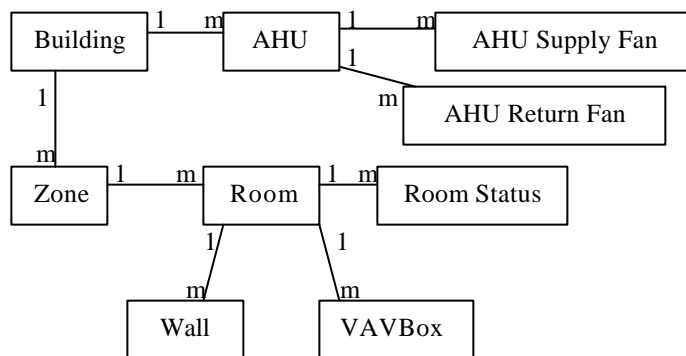 1 m 1 m
Building AHU AHU Supply Fan
1 1
m AHU Return Fan
m 1 m 1 m
Zone Room Room Status
1 1
m m
Wall VAVBox